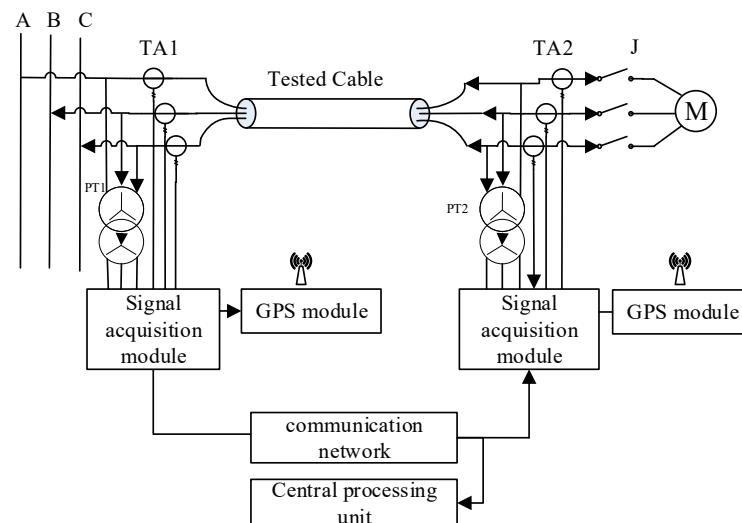 A B C
TA1
Tested Cable
TA2
J
M
PT1
PT2
Signal
acquisition
module
GPS module
Signal
acquisition
module
GPS module
communication
network
Central processing
unit